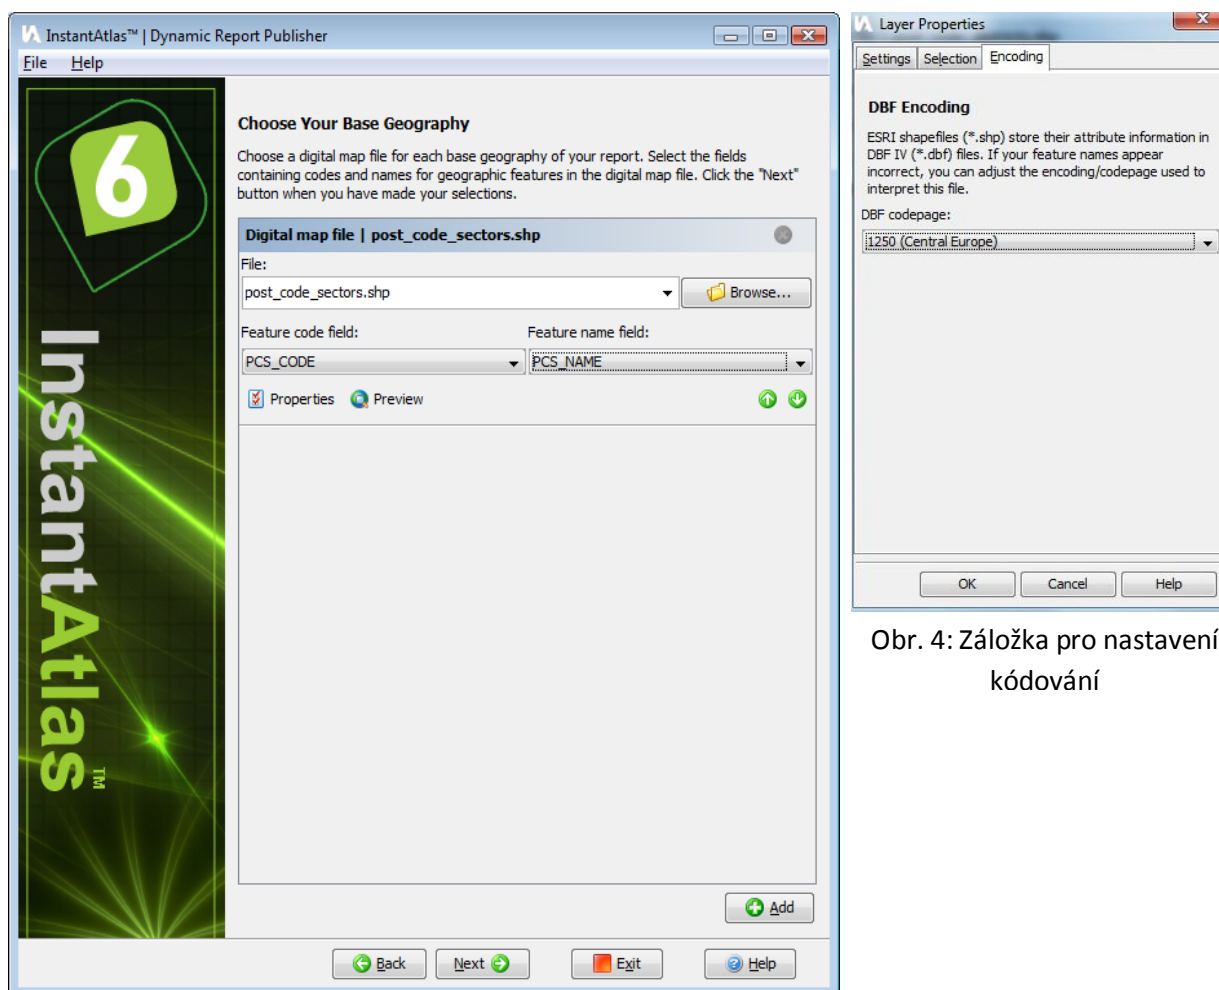 InstantAtlas™ | Dynamic Report Publisher
File Help
6
InstantAtlas™
Choose Your Base Geography
Choose a digital map file for each base geography of your report. Select the fields
containing codes and names for geographic features in the digital map file. Click the "Next"
button when you have made your selections.
Digital map file | post_code_sectors.shp
File:
post_code_sectors.shp
Browse...
Feature code field: Feature name field:
PCS_CODE PCS_NAME
Properties Preview
Add
Back Next Exit Help
Layer Properties
Settings Selection Encoding
DBF Encoding
ESRI shapefiles (*.shp) store their attribute information in
DBF IV (*.dbf) files. If your feature names appear
incorrect, you can adjust the encoding/codepage used to
interpret this file.
DBF codepage:
1250 (Central Europe)
OK Cancel Help
Obr. 4: Záložka pro nastavení
kódování